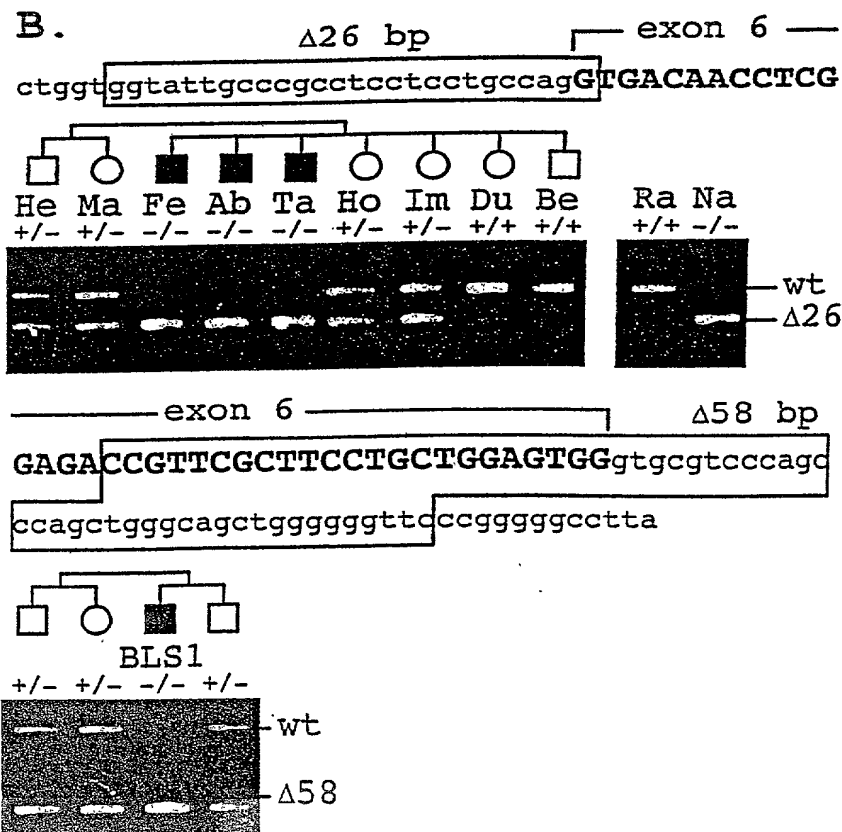 B.
Δ26 bp
exon 6
ctggtggtattgcccgcctcctcctgccagGTGACAACCTCG
He Ma Fe Ab Ta Ho Im Du Be Ra Na
+/- +/- -/- -/- -/- +/- +/- +/+ +/+ +/+ -/-
wt
Δ26
exon 6
Δ58 bp
GAGACCGTTCGCTTCCTGCTGGAGTGGgtgcgtcccagc
ccagctgggcagctggggggttcccgggggccttta
BLS1
+/- +/- -/- +/-
wt
Δ58